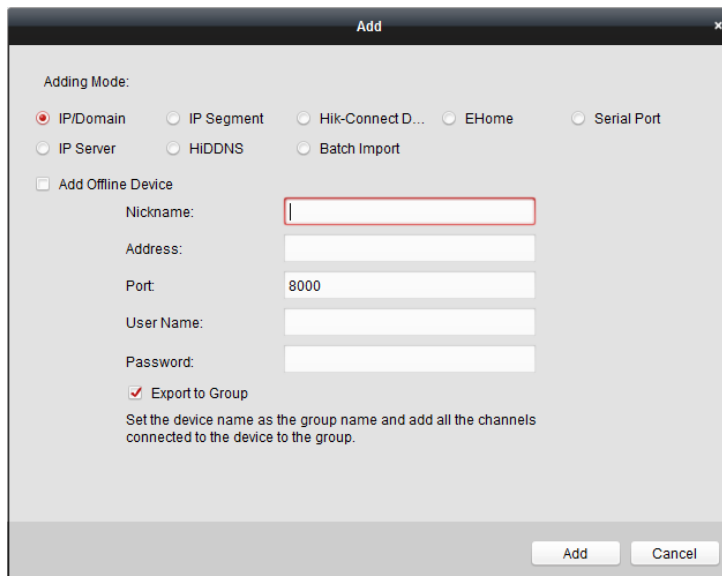 Add
Adding Mode:
IP/Domain IP Segment Hik-Connect D... EHome Serial Port
IP Server HiDDNS Batch Import
Add Offline Device
Nickname:
Address:
Port: 8000
User Name:
Password:
Export to Group
Set the device name as the group name and add all the channels
connected to the device to the group.
Add Cancel